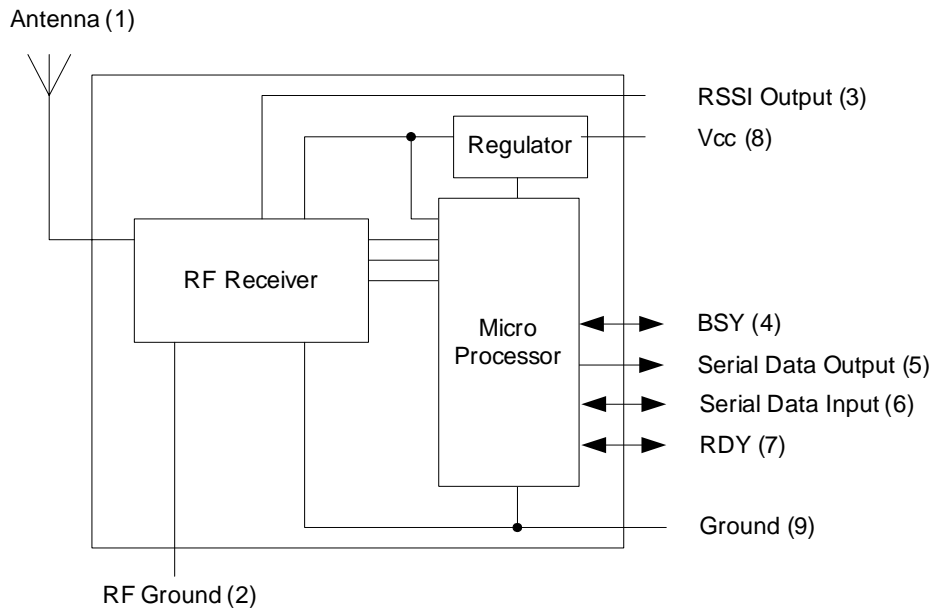 Antenna (1)
RSSI Output (3)
Regulator
Vcc (8)
RF Receiver
Micro
Processor
BSY (4)
Serial Data Output (5)
Serial Data Input (6)
RDY (7)
Ground (9)
RF Ground (2)